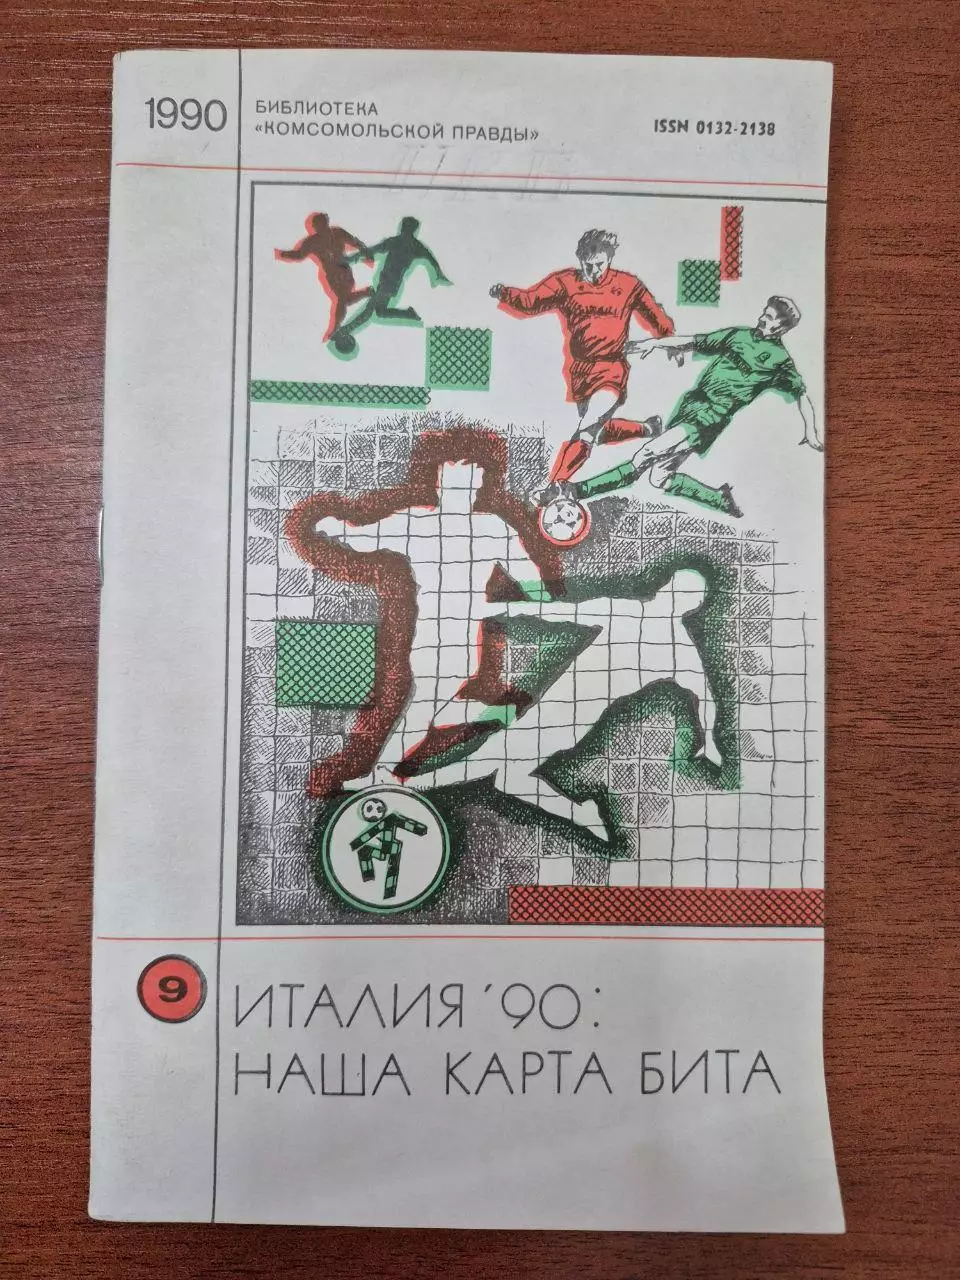 1990
БИБЛИОТЕКА
«КОМСОМОЛЬСКОЙ ПРАВДЫ»
ISSN 0132-2138
9
ИТАЛИЯ '90:
НАША КАРТА БИТА